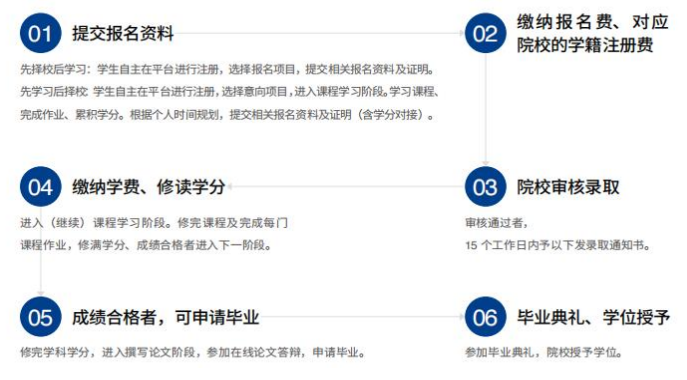 01 提交报名资料
先择校后学习：学生自主在平台进行注册，选择报名项目，提交相关报名资料及证明。
先学习后择校：学生自主在平台进行注册，选择意向项目，进入课程学习阶段。学习课程、
完成作业、累积学分。根据个人时间规划，提交相关报名资料及证明（含学分对接）。
02 缴纳报名费、对应
院校的学籍注册费
03 院校审核录取
审核通过者，
15 个工作日内予以下发录取通知书。
04 缴纳学费、修读学分
进入（继续）课程学习阶段。修完课程及完成每门
课程作业，修满学分、成绩合格者进入下一阶段。
05 成绩合格者，可申请毕业
修完学科学分，进入撰写论文阶段，参加在线论文答辩，申请毕业。
06 毕业典礼、学位授予
参加毕业典礼，院校授予学位。